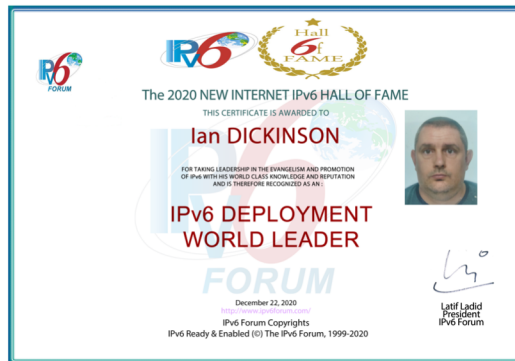 IPv6
FORUM
IPv6
Hall
6f
FAME
The 2020 NEW INTERNET IPv6 HALL OF FAME
THIS CERTIFICATE IS AWARDED TO
Ian DICKINSON
FOR TAKING LEADERSHIP IN THE EVANGELISM AND PROMOTION
OF IPv6 WITH HIS WORLD CLASS KNOWLEDGE AND REPUTATION
AND IS THEREFORE RECOGNIZED AS AN :
IPv6 DEPLOYMENT
WORLD LEADER
IPv6
FORUM
December 22, 2020
http://www.ipv6forum.com/
IPv6 Forum Copyrights
IPv6 Ready & Enabled (©) The IPv6 Forum, 1999-2020
Latif Ladid
President
IPv6 Forum